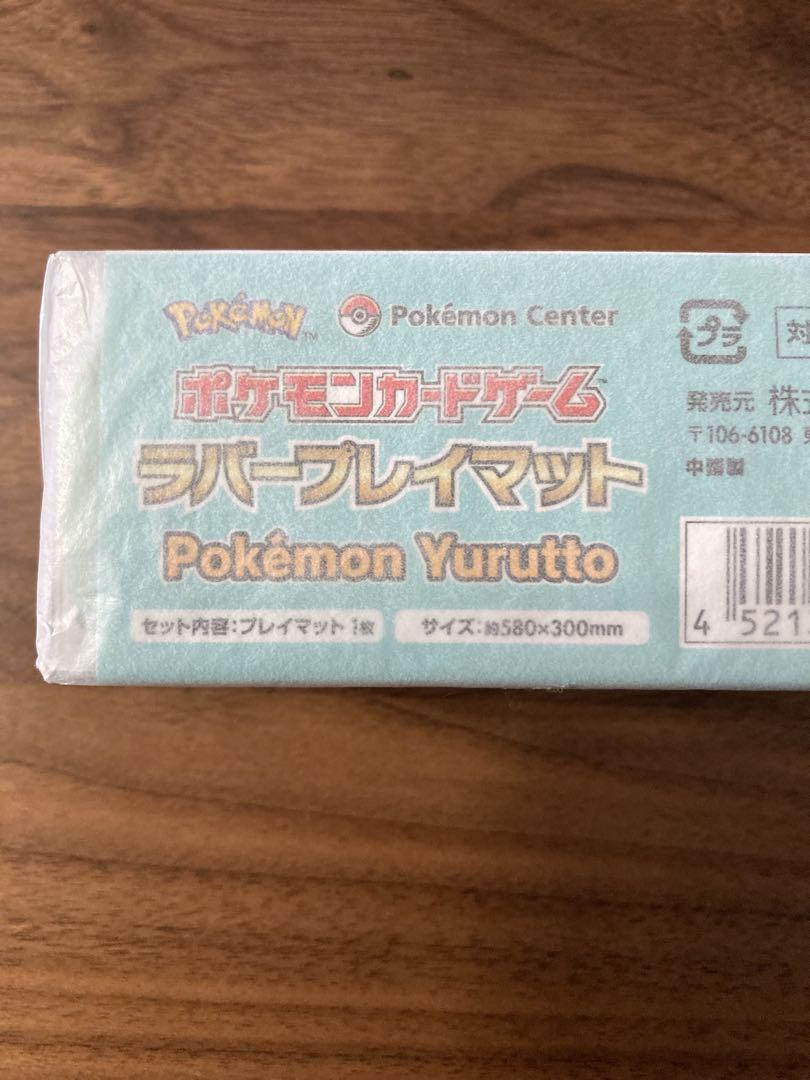 POKéMON™
Pokémon Center
ポケモンカードゲーム
ラバープレイマット
Pokémon Yurutto
セット内容:プレイマット 1枚
サイズ:約580×300mm
プラ
対
発売元 株式
〒106-6108
中国製
4 521